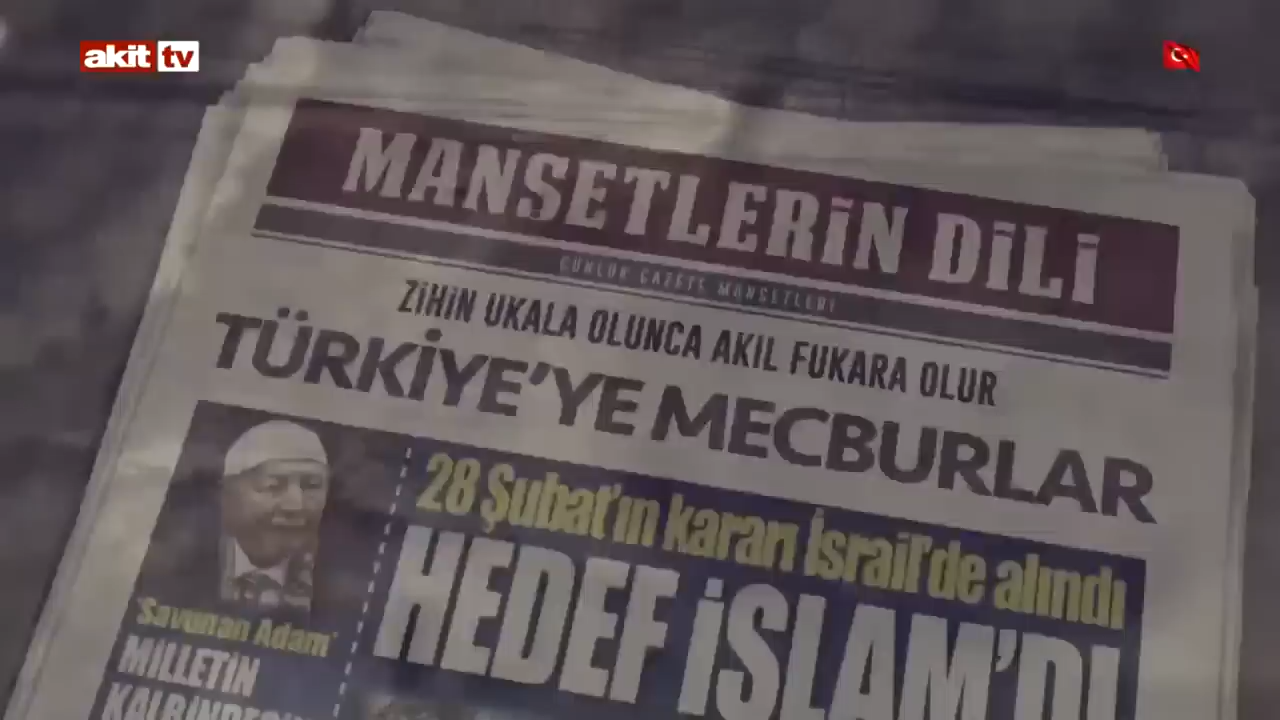 akit tv
MANŞETLERİN DİLİ
GÜNLÜK GAZETE MANŞETLERİ
ZİHİN UKALA OLUNCA AKIL FUKARA OLUR
TÜRKİYE'YE MECBURLAR
28 Şubat'ın kararı İsrail'de alındı
HEDEF İSLAM'DI
'Savunan Adam'
MİLLETİN